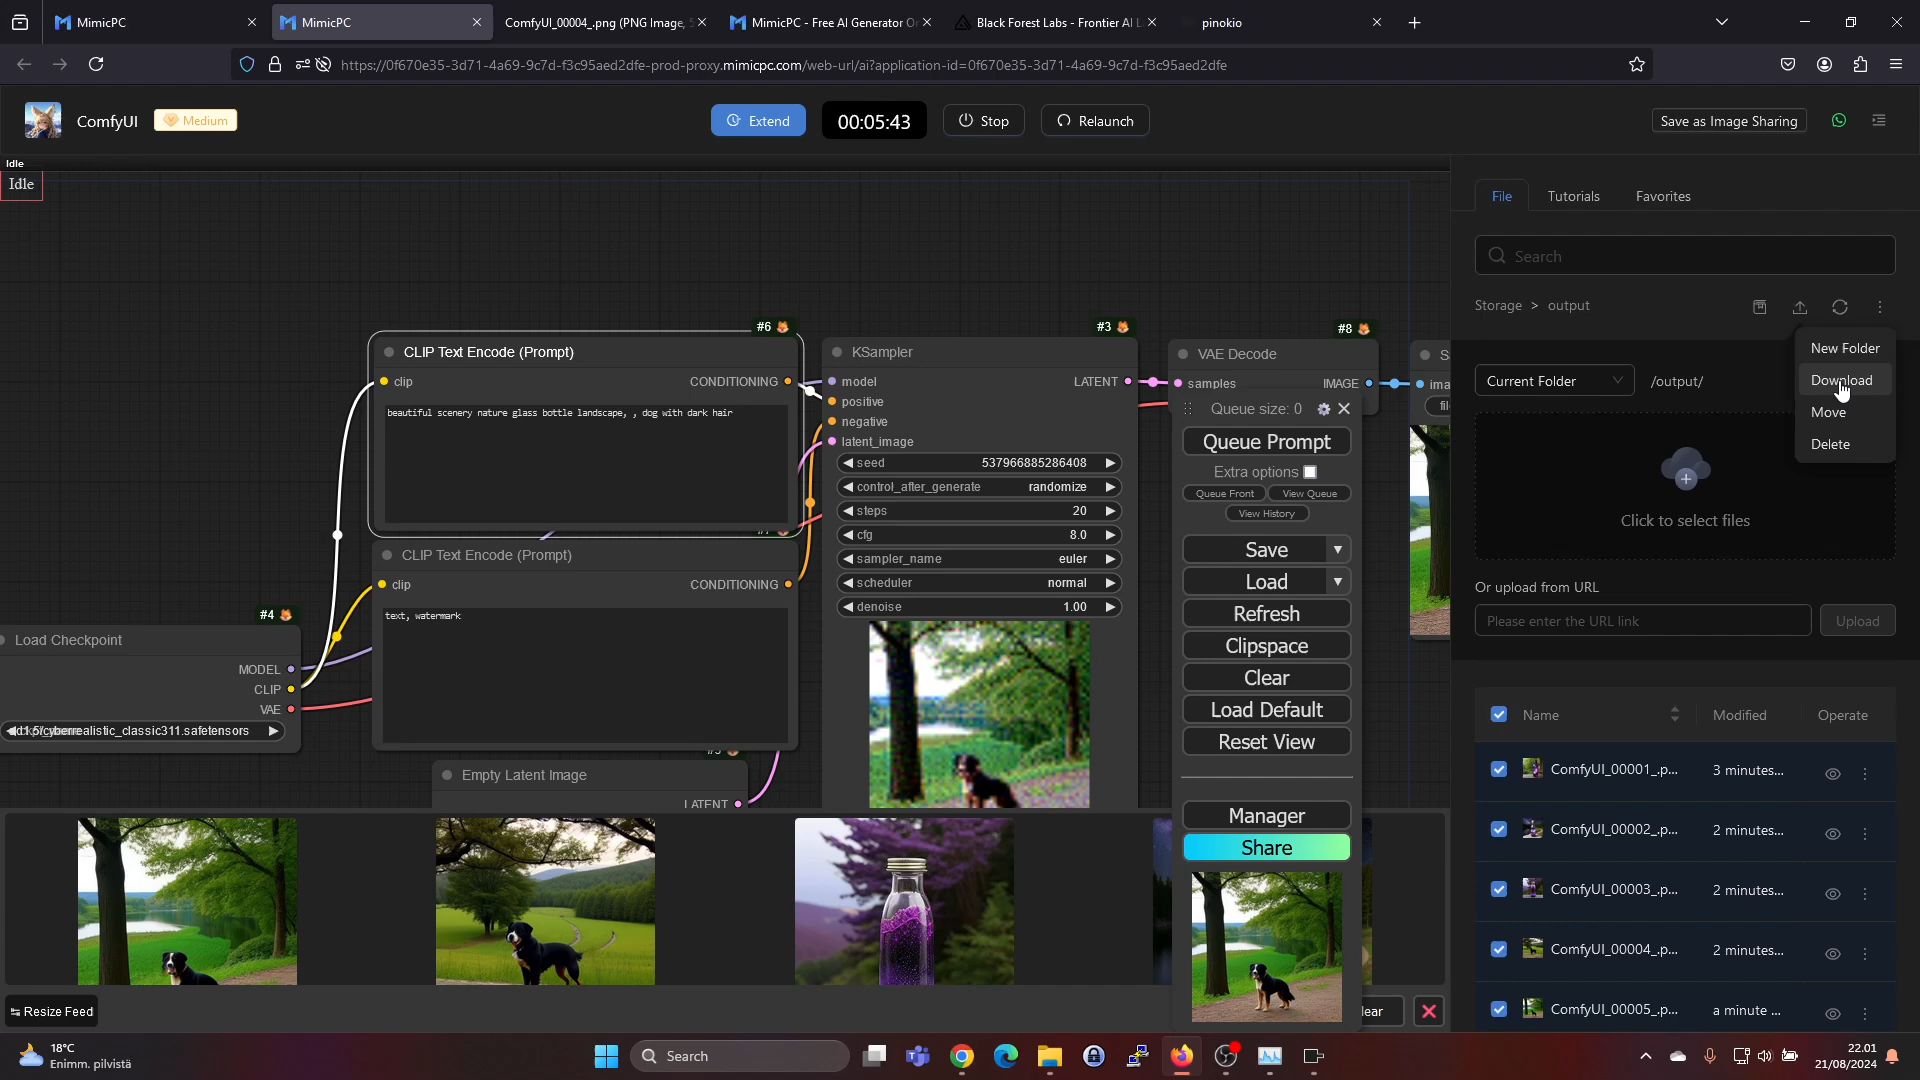 MimicPC
MimicPC
ComfyUI_00004_.png (PNG Image, 5
MimicPC - Free AI Generator On
Black Forest Labs - Frontier AI L
pinokio
https://0f670e35-3d71-4a69-9c7d-f3c95aed2dfe-prod-proxy.mimicpc.com/web-url/ai?application-id=0f670e35-3d71-4a69-9c7d-f3c95aed2dfe
ComfyUI
Medium
Extend
00:05:43
Stop
Relaunch
Save as Image Sharing
Idle
Idle
File
Tutorials
Favorites
Search
Storage > output
New Folder
Download
Move
Delete
Current Folder
/output/
Click to select files
Or upload from URL
Please enter the URL link
Upload
Name
Modified
Operate
ComfyUI_00001_.p...
3 minutes...
ComfyUI_00002_.p...
2 minutes...
ComfyUI_00003_.p...
2 minutes...
ComfyUI_00004_.p...
2 minutes...
ComfyUI_00005_.p...
a minute ...
#6
CLIP Text Encode (Prompt)
clip
CONDITIONING
beautiful scenery nature glass bottle landscape, , dog with dark hair
CLIP Text Encode (Prompt)
clip
CONDITIONING
text, watermark
#4
Load Checkpoint
MODEL
CLIP
VAE
cyberrealistic_classic311.safetensors
Empty Latent Image
LATENT
#3
KSampler
model
LATENT
positive
negative
latent_image
seed 537966885286408
control_after_generate randomize
steps 20
cfg 8.0
sampler_name euler
scheduler normal
denoise 1.00
#8
VAE Decode
samples
IMAGE
S
ima
fil
Queue size: 0
Queue Prompt
Extra options
Queue Front
View Queue
View History
Save
Load
Refresh
Clipspace
Clear
Load Default
Reset View
Manager
Share
Resize Feed
lear
18°C
Enimm. pilvistä
Search
22.01
21/08/2024